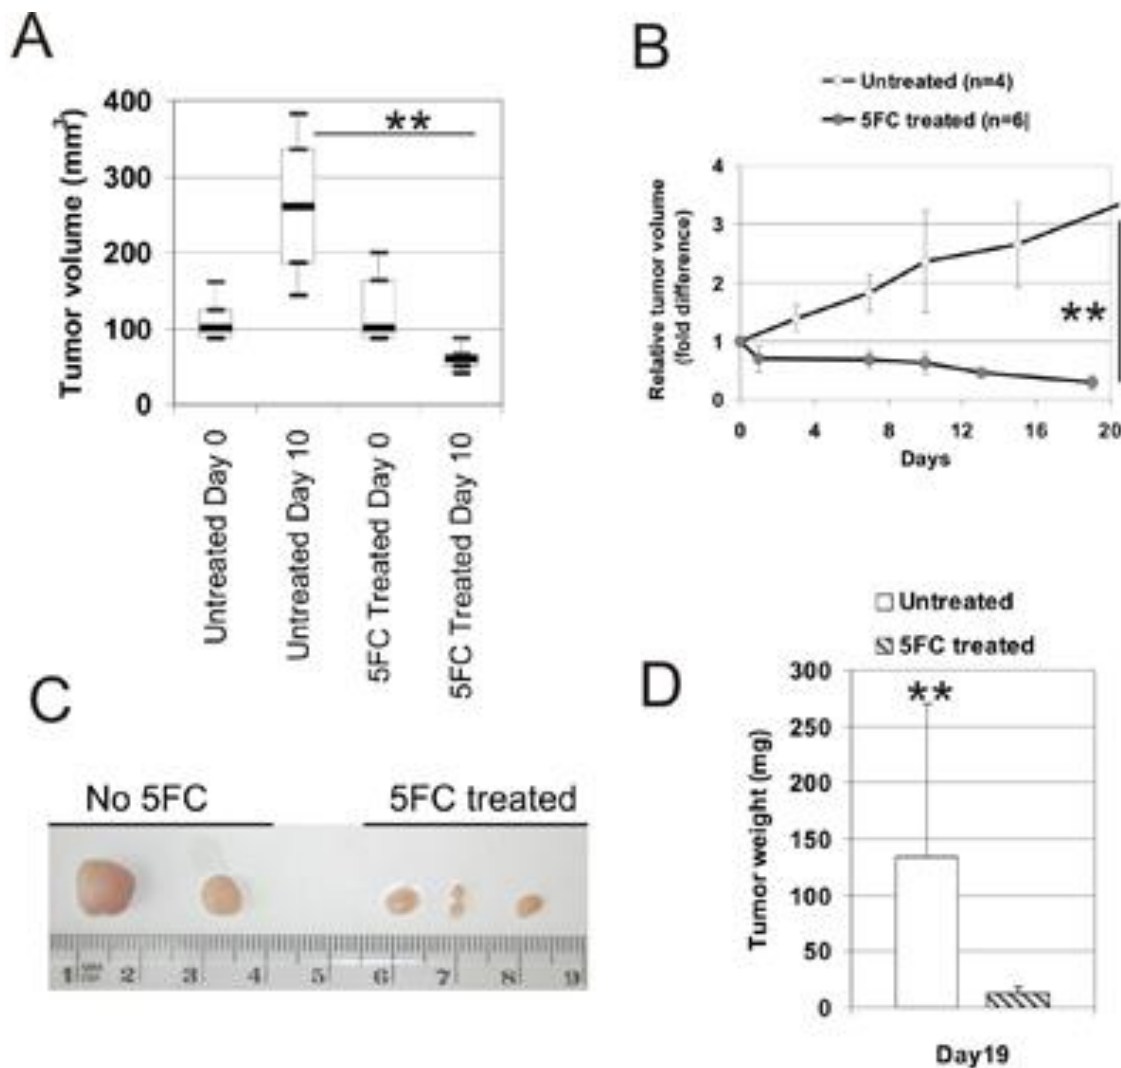 A
Tumor volume (mm³)
400
300
200
100
0
**
Untreated Day 0
Untreated Day 10
5FC Treated Day 0
5FC Treated Day 10
B
Untreated (n=4)
5FC treated (n=6|
Relative tumor volume
(fold difference)
4
3
2
1
0
**
0 4 8 12 16 20
Days
C
No 5FC 5FC treated
1 2 3 4 5 6 7 8 9
D
Untreated
5FC treated
Tumor weight (mg)
300
250
200
150
100
50
0
**
Day19